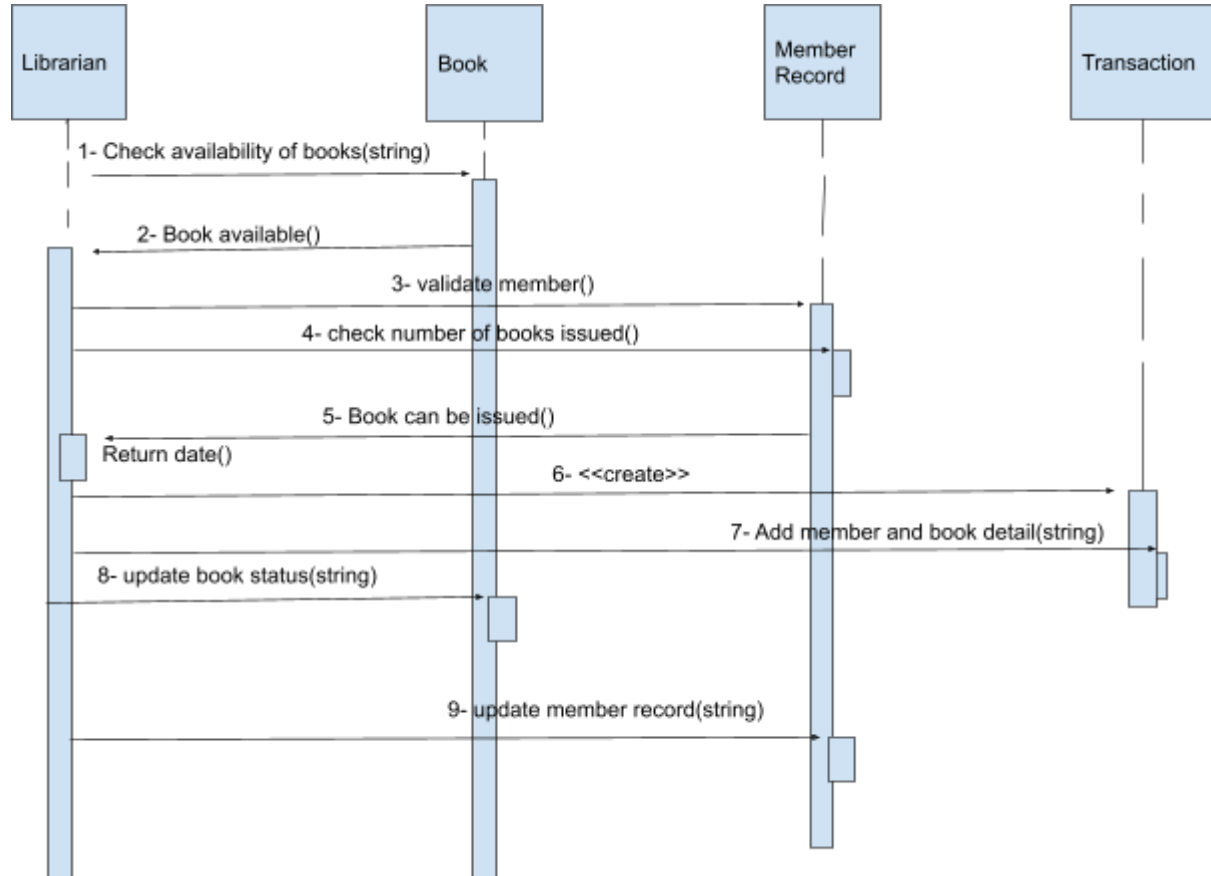 Librarian
Book
Member
Record
Transaction
1- Check availability of books(string)
2- Book available()
3- validate member()
4- check number of books issued()
5- Book can be issued()
Return date()
6- <<create>>
7- Add member and book detail(string)
8- update book status(string)
9- update member record(string)